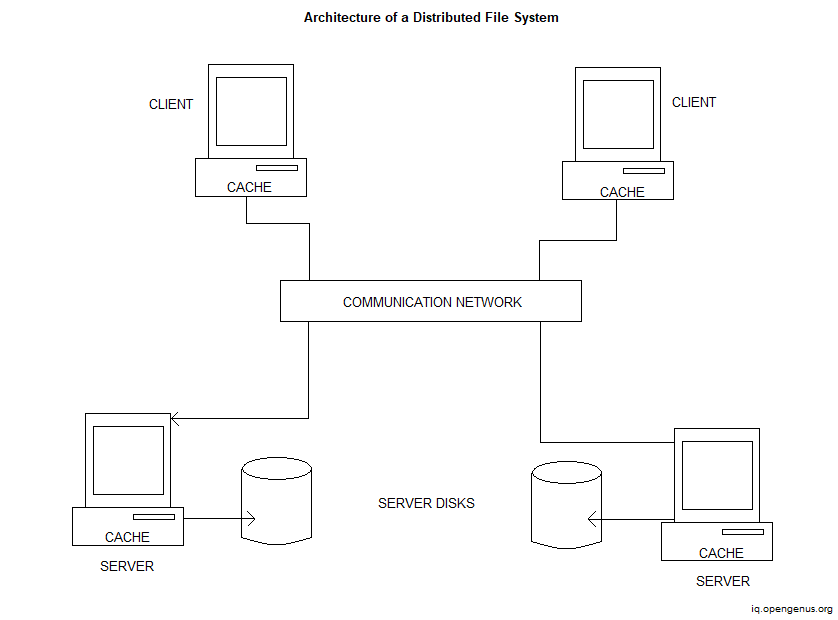 Architecture of a Distributed File System
CLIENT
CLIENT
CACHE
CACHE
COMMUNICATION NETWORK
SERVER DISKS
CACHE
CACHE
SERVER
SERVER
iq.opengenus.org